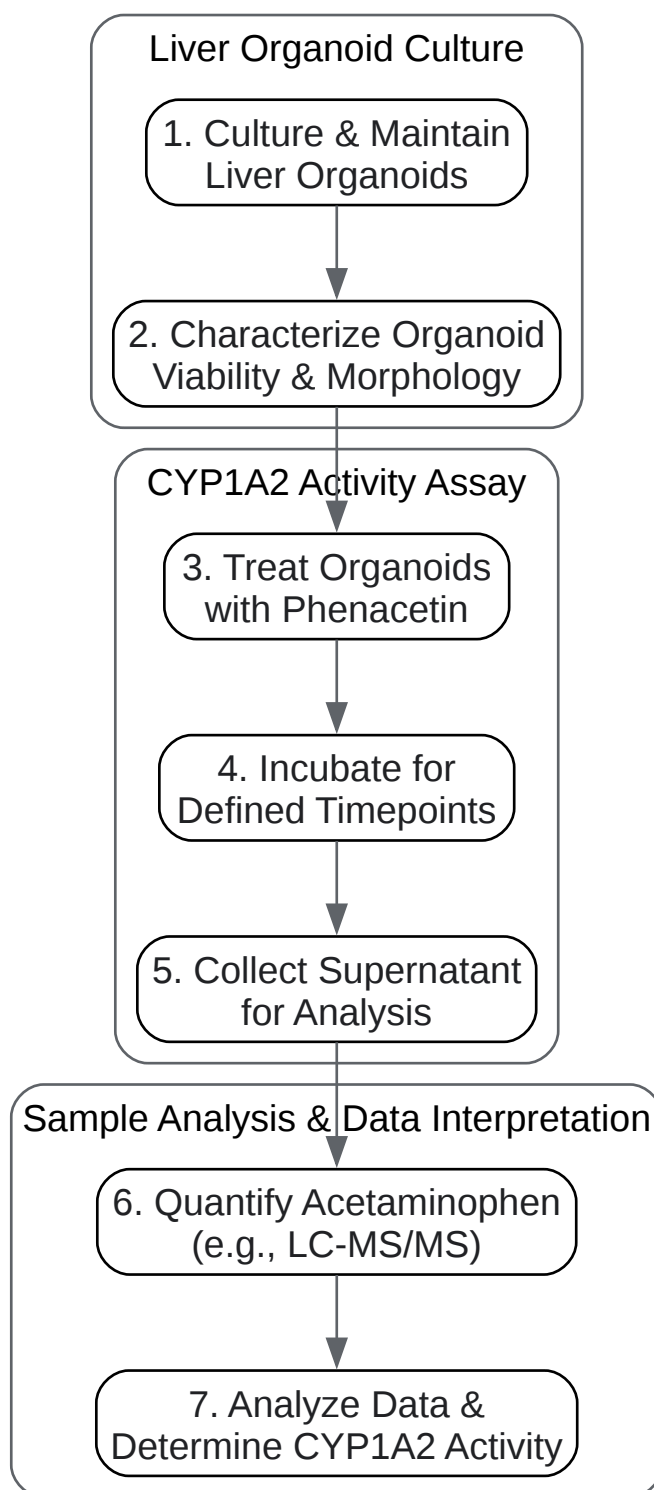 Liver Organoid Culture
1. Culture & Maintain
Liver Organoids
2. Characterize Organoid
Viability & Morphology
CYP1A2 Activity Assay
3. Treat Organoids
with Phenacetin
4. Incubate for
Defined Timepoints
5. Collect Supernatant
for Analysis
Sample Analysis & Data Interpretation
6. Quantify Acetaminophen
(e.g., LC-MS/MS)
7. Analyze Data &
Determine CYP1A2 Activity